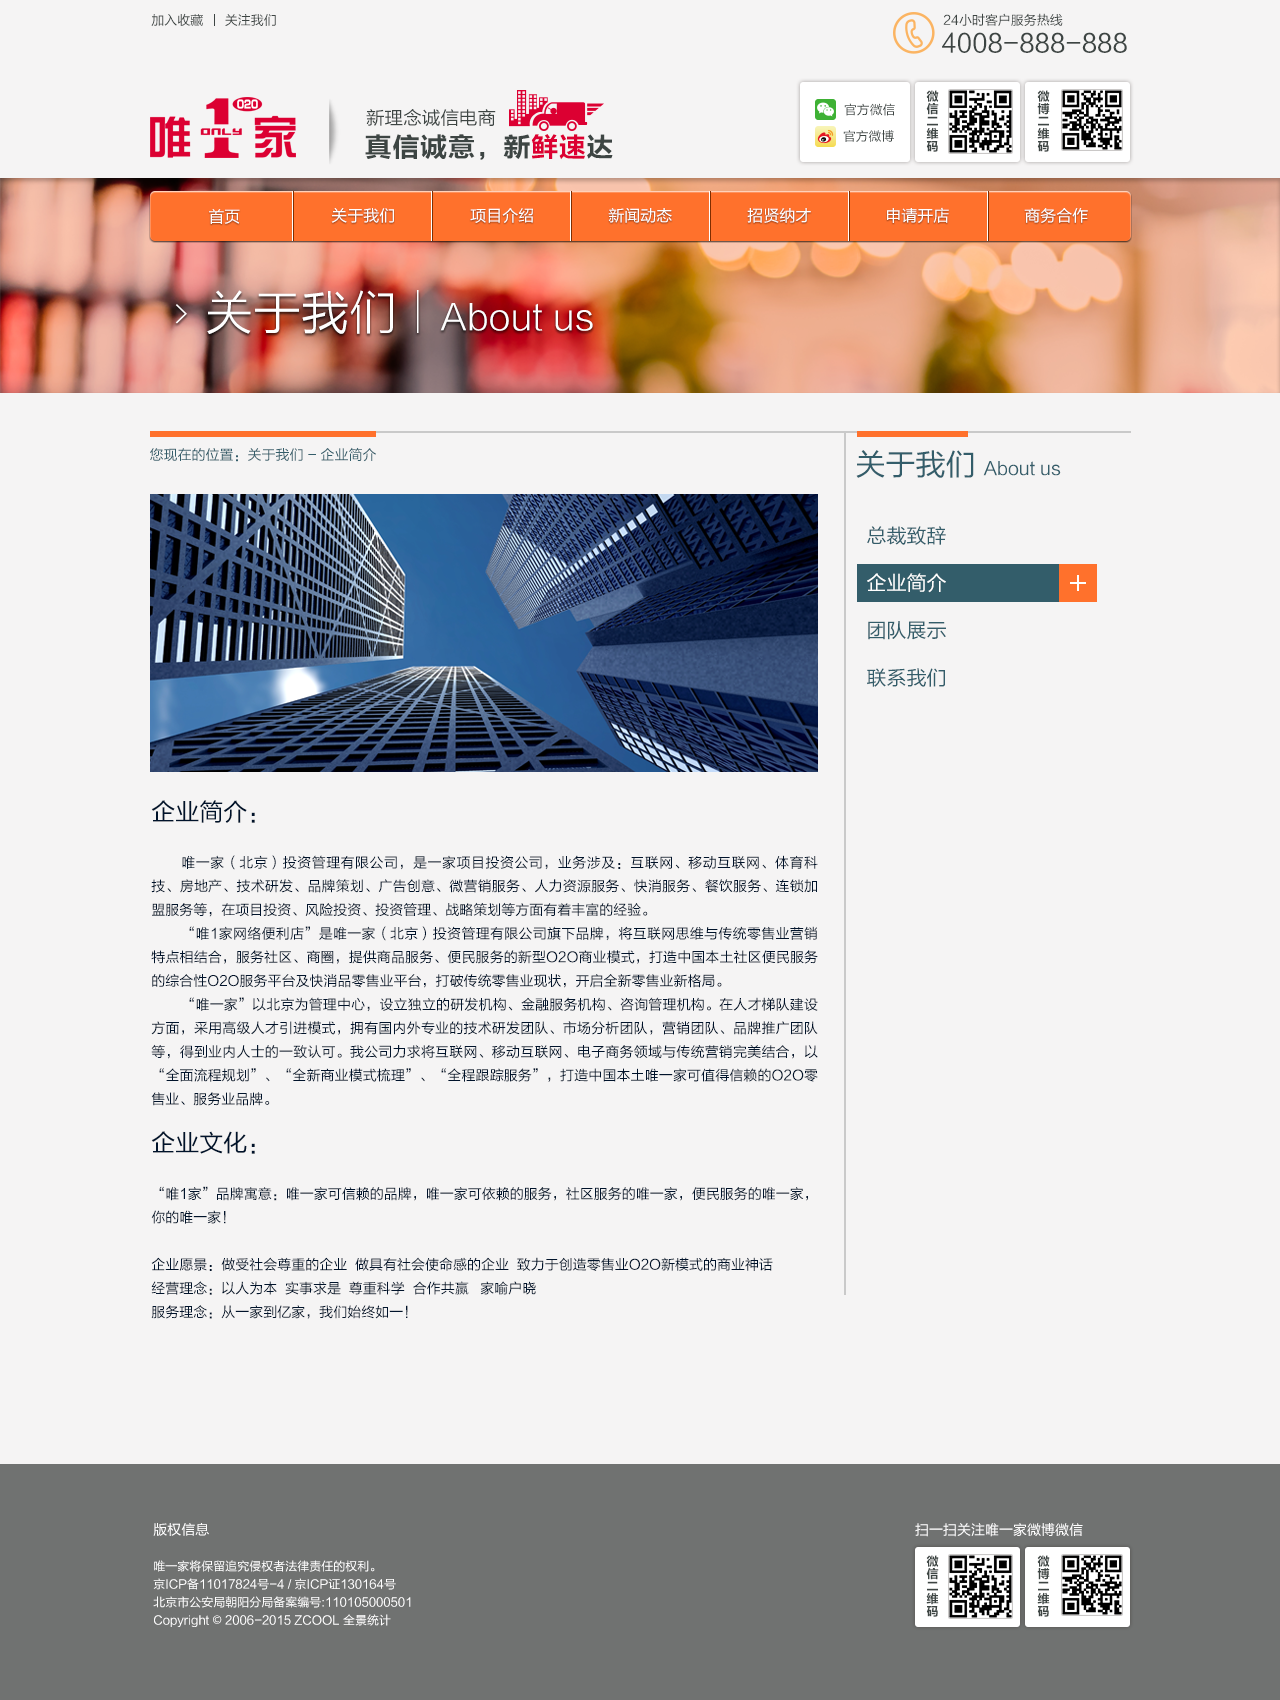 加入收藏 | 关注我们
24小时客户服务热线
4008-888-888
唯1家
O2O
ONLY
新理念诚信电商
真信诚意，新鲜速达
官方微信
官方微博
微信二维码
微博二维码
首页
关于我们
项目介绍
新闻动态
招贤纳才
申请开店
商务合作
> 关于我们 | About us
您现在的位置：关于我们 - 企业简介
关于我们 About us
总裁致辞
企业简介 +
团队展示
联系我们
企业简介：
唯一家（北京）投资管理有限公司，是一家项目投资公司，业务涉及：互联网、移动互联网、体育科
技、房地产、技术研发、品牌策划、广告创意、微营销服务、人力资源服务、快消服务、餐饮服务、连锁加
盟服务等，在项目投资、风险投资、投资管理、战略策划等方面有着丰富的经验。
“唯1家网络便利店”是唯一家（北京）投资管理有限公司旗下品牌，将互联网思维与传统零售业营销
特点相结合，服务社区、商圈，提供商品服务、便民服务的新型O2O商业模式，打造中国本土社区便民服务
的综合性O2O服务平台及快消品零售业平台，打破传统零售业现状，开启全新零售业新格局。
“唯一家”以北京为管理中心，设立独立的研发机构、金融服务机构、咨询管理机构。在人才梯队建设
方面，采用高级人才引进模式，拥有国内外专业的技术研发团队、市场分析团队，营销团队、品牌推广团队
等，得到业内人士的一致认可。我公司力求将互联网、移动互联网、电子商务领域与传统营销完美结合，以
“全面流程规划”、“全新商业模式梳理”、“全程跟踪服务”，打造中国本土唯一家可值得信赖的O2O零
售业、服务业品牌。
企业文化：
“唯1家”品牌寓意：唯一家可信赖的品牌，唯一家可依赖的服务，社区服务的唯一家，便民服务的唯一家，
你的唯一家！
企业愿景：做受社会尊重的企业 做具有社会使命感的企业 致力于创造零售业O2O新模式的商业神话
经营理念：以人为本 实事求是 尊重科学 合作共赢 家喻户晓
服务理念：从一家到亿家，我们始终如一！
版权信息
唯一家将保留追究侵权者法律责任的权利。
京ICP备11017824号-4 / 京ICP证130164号
北京市公安局朝阳分局备案编号:110105000501
Copyright © 2006-2015 ZCOOL 全景统计
扫一扫关注唯一家微博微信
微信二维码
微博二维码